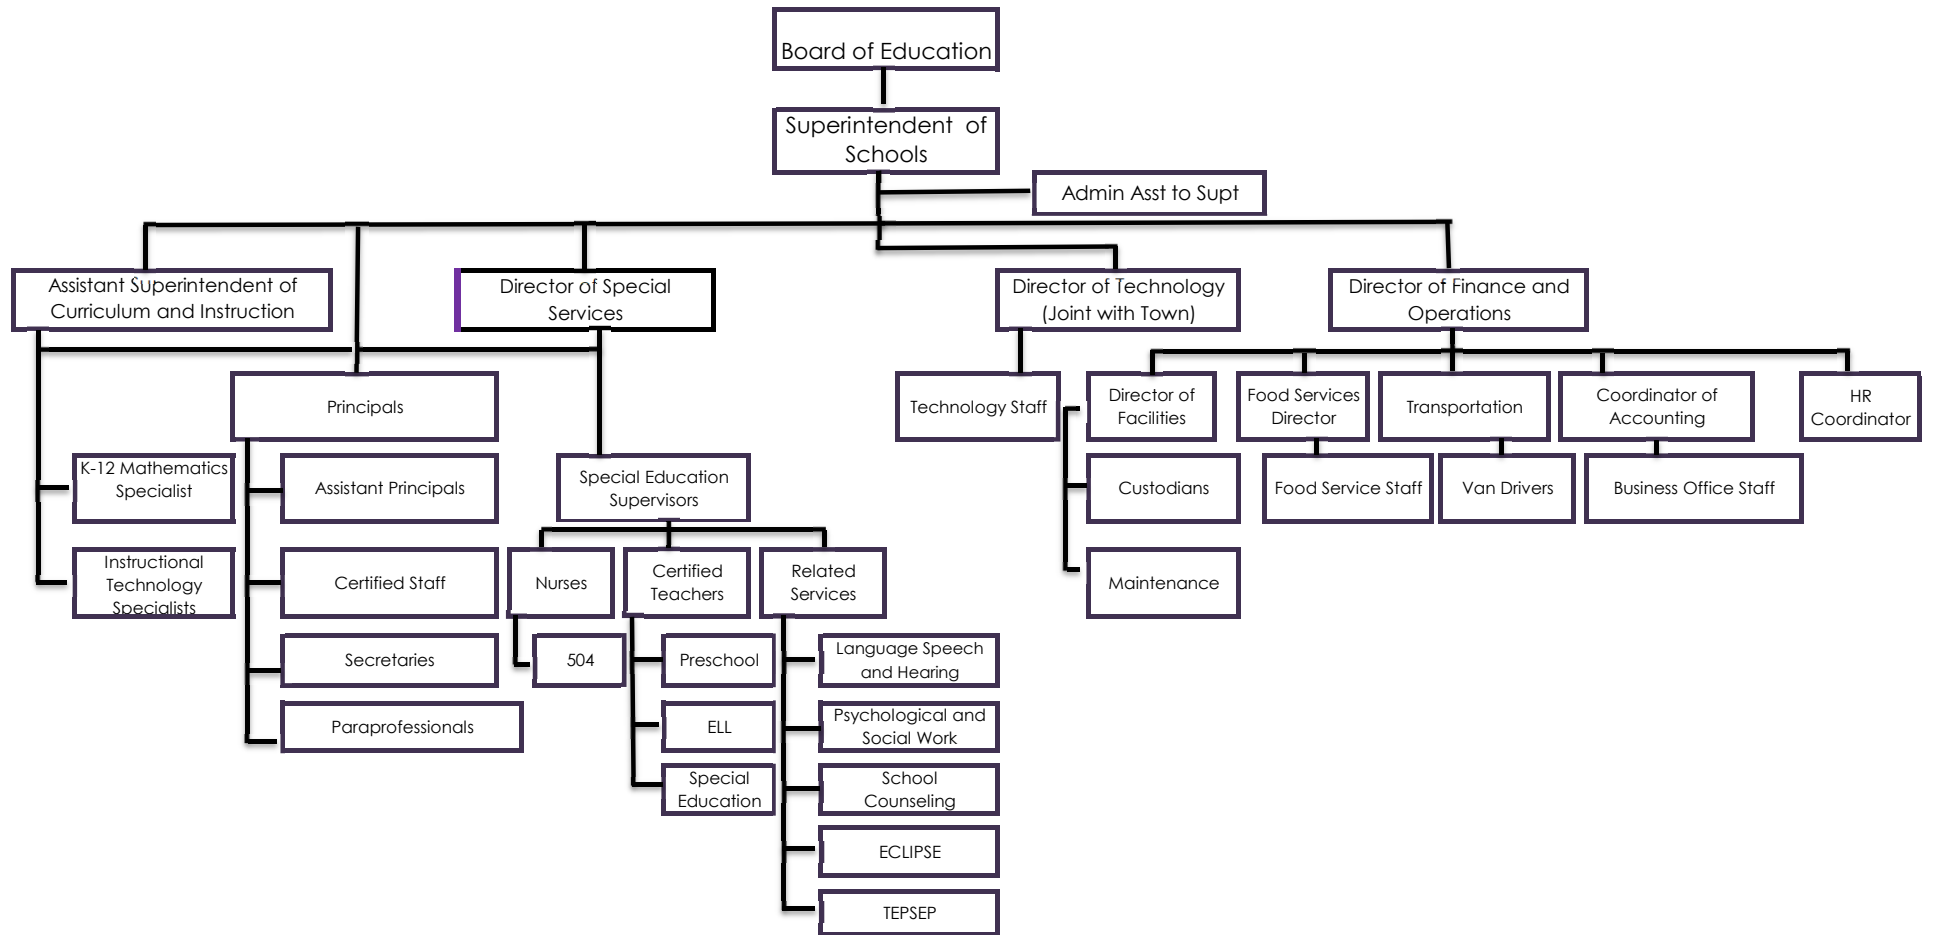 Board of Education
Superintendent of
Schools
Admin Asst to Supt
Assistant Superintendent of
Curriculum and Instruction
Director of Special
Services
Director of Technology
(Joint with Town)
Director of Finance and
Operations
Principals
Technology Staff
Director of
Facilities
Food Services
Director
Transportation
Coordinator of
Accounting
HR
Coordinator
K-12 Mathematics
Specialist
Assistant Principals
Special Education
Supervisors
Custodians
Food Service Staff
Van Drivers
Business Office Staff
Instructional
Technology
Specialists
Certified Staff
Nurses
Certified
Teachers
Related
Services
Maintenance
Secretaries
504
Preschool
Language Speech
and Hearing
Paraprofessionals
ELL
Psychological and
Social Work
Special
Education
School
Counseling
ECLIPSE
TEPSEP